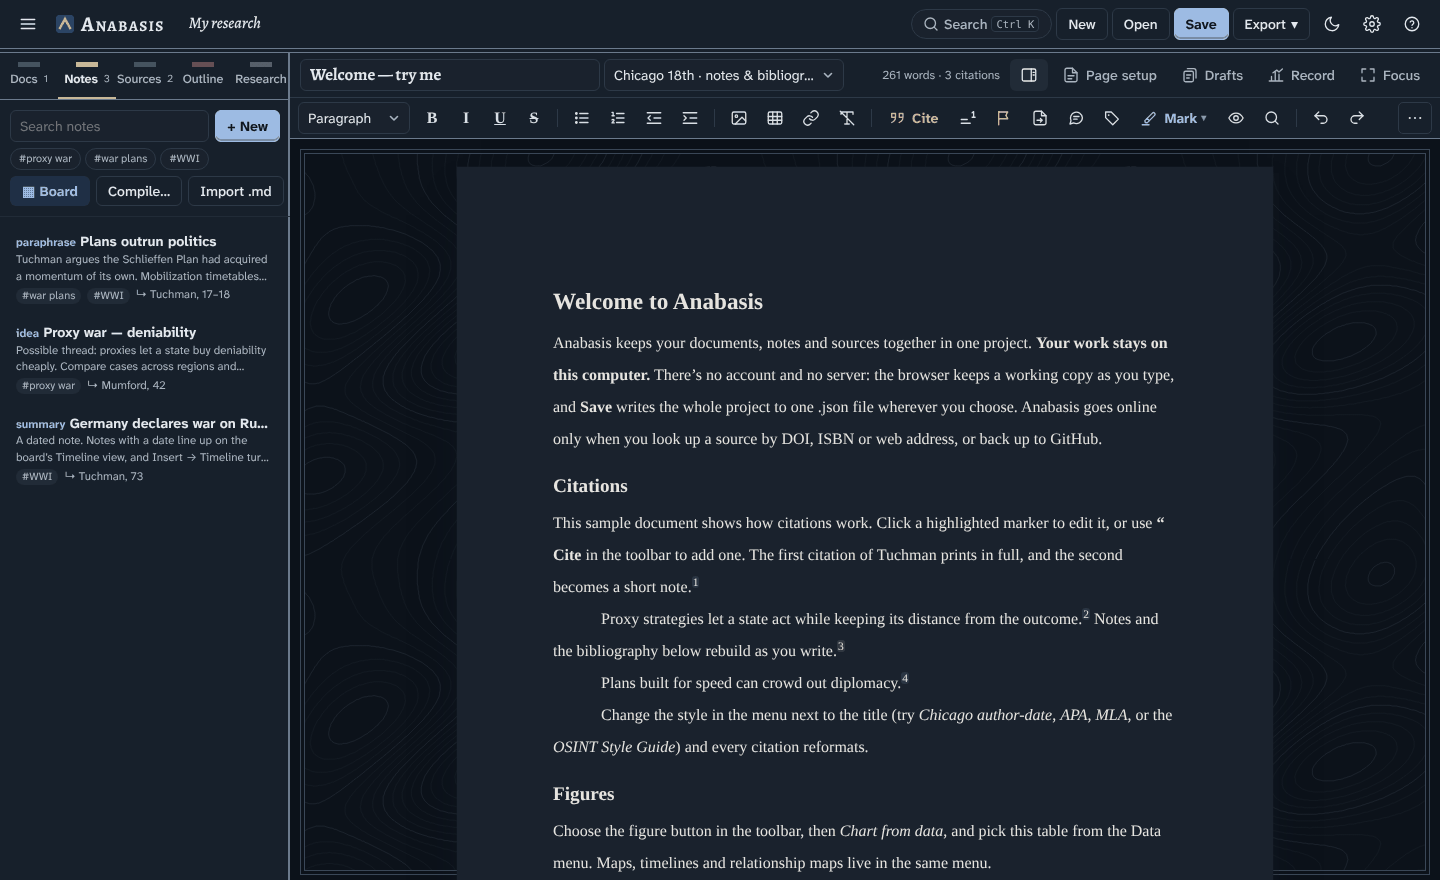 Anabasis
My research
Search Ctrl K
New
Open
Save
Export ▾
Docs 1
Notes 3
Sources 2
Outline
Research
Welcome — try me
Chicago 18th · notes & bibliogr...
261 words · 3 citations
Page setup
Drafts
Record
Focus
Paragraph
B I U S
Cite
Mark ▾
Search notes
+ New
#proxy war #war plans #WWI
Board
Compile...
Import .md
paraphrase Plans outrun politics
Tuchman argues the Schlieffen Plan had acquired
a momentum of its own. Mobilization timetables...
#war plans #WWI ↳ Tuchman, 17–18
idea Proxy war — deniability
Possible thread: proxies let a state buy deniability
cheaply. Compare cases across regions and...
#proxy war ↳ Mumford, 42
summary Germany declares war on Ru...
A dated note. Notes with a date line up on the
board's Timeline view, and Insert → Timeline tur...
#WWI ↳ Tuchman, 73
Welcome to Anabasis
Anabasis keeps your documents, notes and sources together in one project. Your work stays on
this computer. There’s no account and no server: the browser keeps a working copy as you type,
and Save writes the whole project to one .json file wherever you choose. Anabasis goes online
only when you look up a source by DOI, ISBN or web address, or back up to GitHub.
Citations
This sample document shows how citations work. Click a highlighted marker to edit it, or use “
Cite in the toolbar to add one. The first citation of Tuchman prints in full, and the second
becomes a short note.1
Proxy strategies let a state act while keeping its distance from the outcome.2 Notes and
the bibliography below rebuild as you write.3
Plans built for speed can crowd out diplomacy.4
Change the style in the menu next to the title (try Chicago author-date, APA, MLA, or the
OSINT Style Guide) and every citation reformats.
Figures
Choose the figure button in the toolbar, then Chart from data, and pick this table from the Data
menu. Maps, timelines and relationship maps live in the same menu.